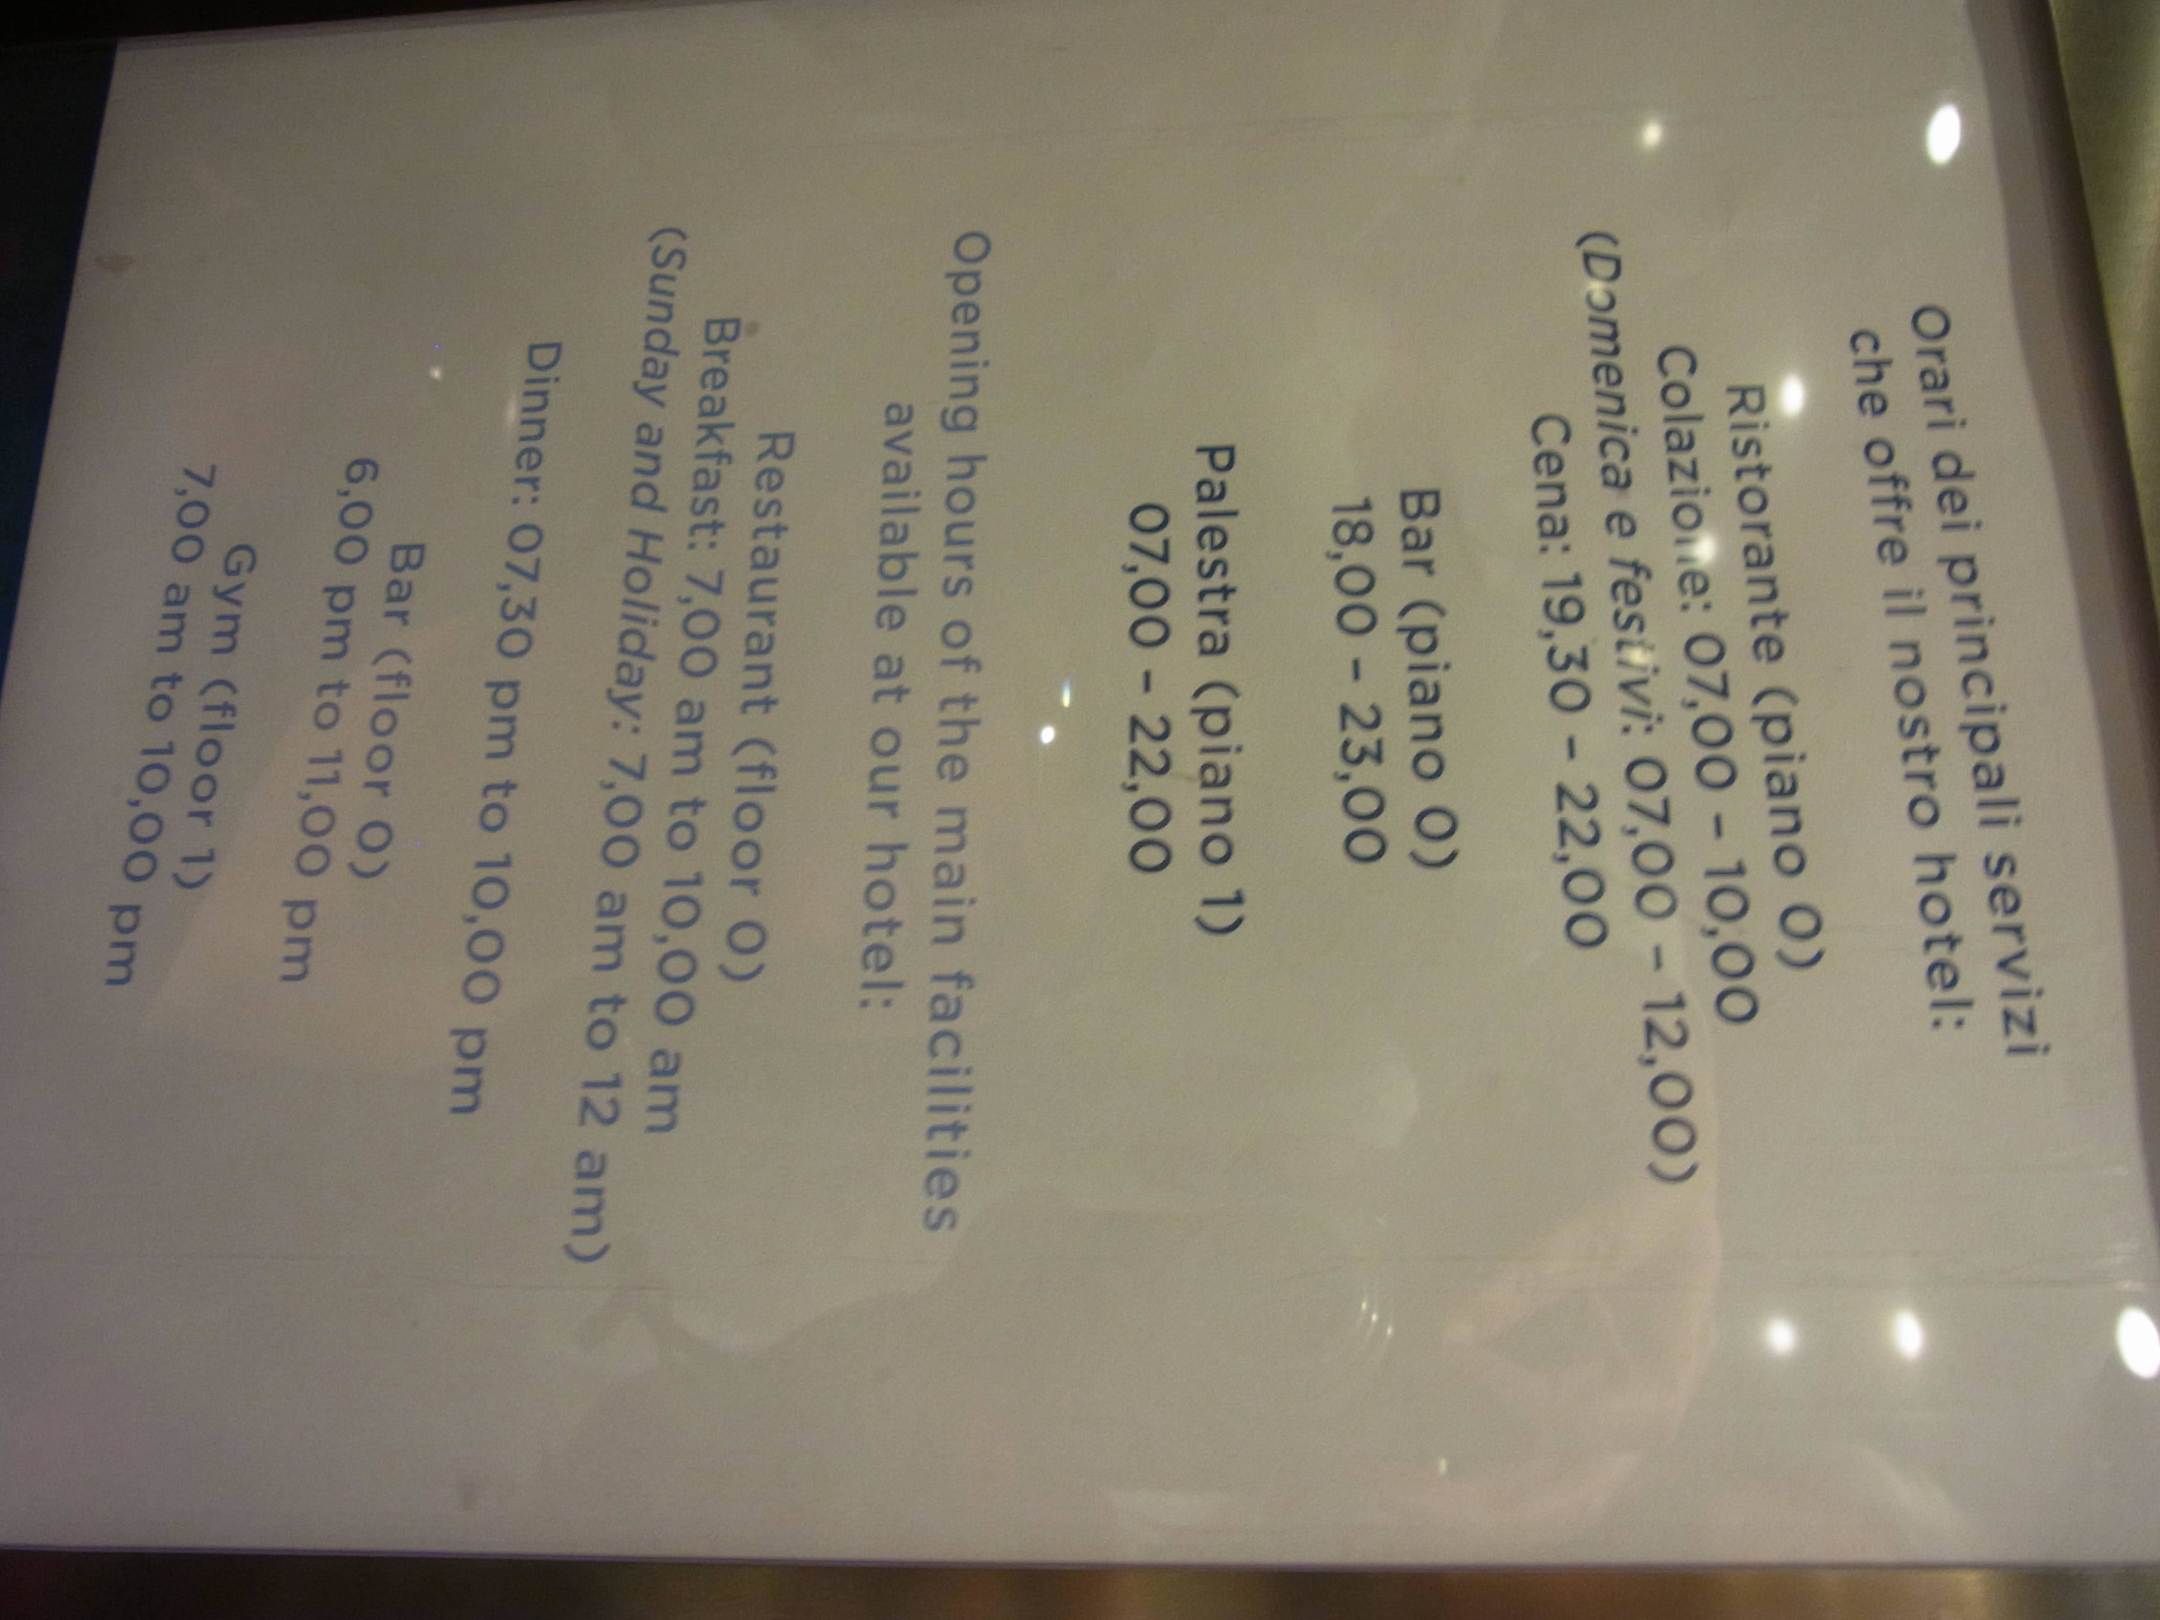 Orari dei principali servizi
che offre il nostro hotel:
Ristorante (piano 0)
Colazione: 07,00 - 10,00
(Domenica e festivi: 07,00 - 12,00)
Cena: 19,30 - 22,00
Bar (piano 0)
18,00 - 23,00
Palestra (piano 1)
07,00 - 22,00
Opening hours of the main facilities
available at our hotel:
Restaurant (floor 0)
Breakfast: 7,00 am to 10,00 am
(Sunday and Holiday: 7,00 am to 12 am)
Dinner: 07,30 pm to 10,00 pm
Bar (floor 0)
6,00 pm to 11,00 pm
Gym (floor 1)
7,00 am to 10,00 pm